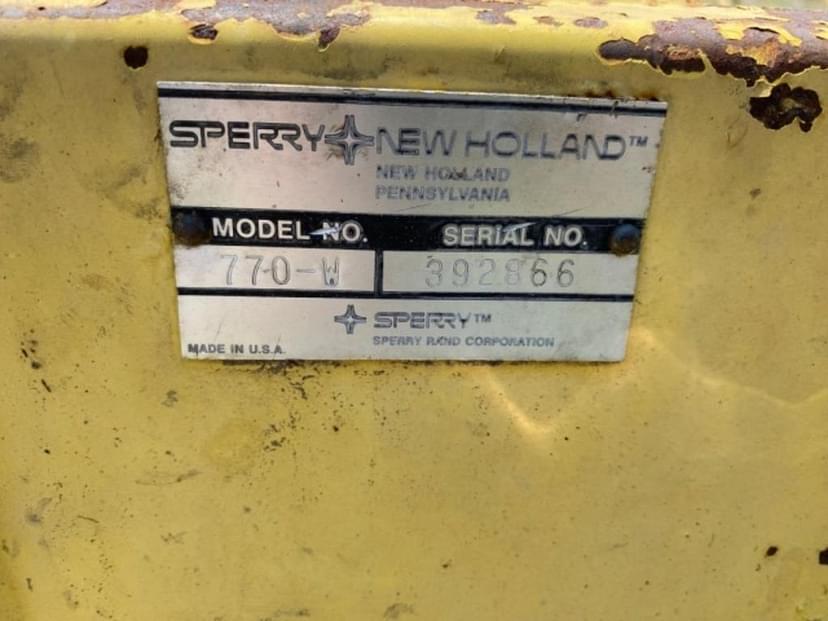 SPERRY NEW HOLLAND™
NEW HOLLAND
PENNSYLVANIA
MODEL NO. SERIAL NO.
770-W 392866
SPERRY™
MADE IN U.S.A. SPERRY RAND CORPORATION